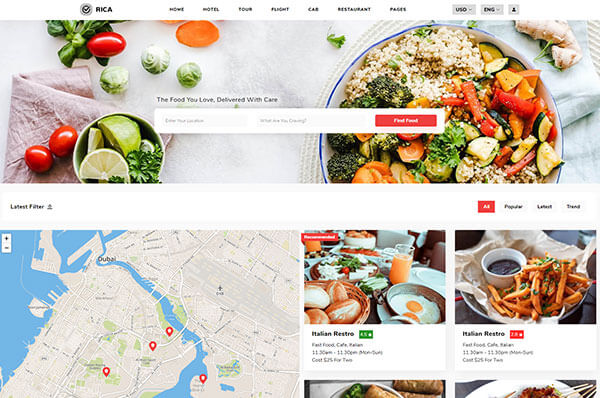 RICA
HOME HOTEL TOUR FLIGHT CAB RESTAURANT PAGES
USD ENG
The Food You Love, Delivered With Care
Enter Your Location What Are You Craving? Find Food
Latest Filter
All Popular Latest Trend
+
−
Dubai
Recommended
Italian Restro 4.5
Fast Food, Cafe, Italian
11.30am - 11.30pm (Mon-Sun)
Cost $25 For Two
Italian Restro
Fast Food, Cafe, Italian
11.30am - 11.30pm (Mon-Sun)
Cost $25 For Two